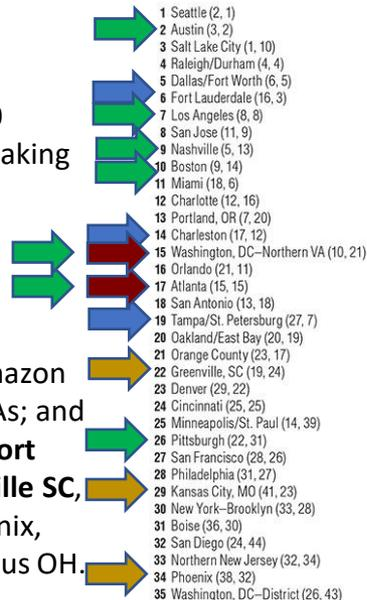 1 Seattle (2, 1)
2 Austin (3, 2)
3 Salt Lake City (1, 10)
4 Raleigh/Durham (4, 4)
5 Dallas/Fort Worth (6, 5)
6 Fort Lauderdale (16, 3)
7 Los Angeles (8, 8)
8 San Jose (11, 9)
9 Nashville (5, 13)
10 Boston (9, 14)
11 Miami (18, 6)
12 Charlotte (12, 16)
13 Portland, OR (7, 20)
14 Charleston (17, 12)
15 Washington, DC–Northern VA (10, 21)
16 Orlando (21, 11)
17 Atlanta (15, 15)
18 San Antonio (13, 18)
19 Tampa/St. Petersburg (27, 7)
20 Oakland/East Bay (20, 19)
21 Orange County (23, 17)
22 Greenville, SC (19, 24)
23 Denver (29, 22)
24 Cincinnati (25, 25)
25 Minneapolis/St. Paul (14, 39)
26 Pittsburgh (22, 31)
27 San Francisco (28, 26)
28 Philadelphia (31, 27)
29 Kansas City, MO (41, 23)
30 New York–Brooklyn (33, 28)
31 Boise (36, 30)
32 San Diego (24, 44)
33 Northern New Jersey (32, 34)
34 Phoenix (38, 32)
35 Washington, DC–District (26, 43)
)
aking
nazon
As; and
ort
ille SC,
nix,
us OH.